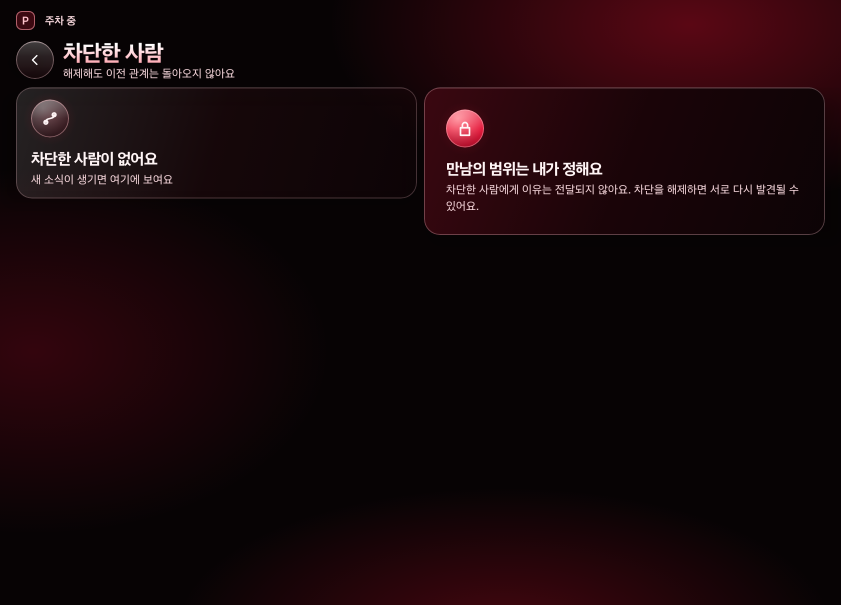 P 주차 중
차단한 사람
해제해도 이전 관계는 돌아오지 않아요
차단한 사람이 없어요
새 소식이 생기면 여기에 보여요
만남의 범위는 내가 정해요
차단한 사람에게 이유는 전달되지 않아요. 차단을 해제하면 서로 다시 발견될 수
있어요.